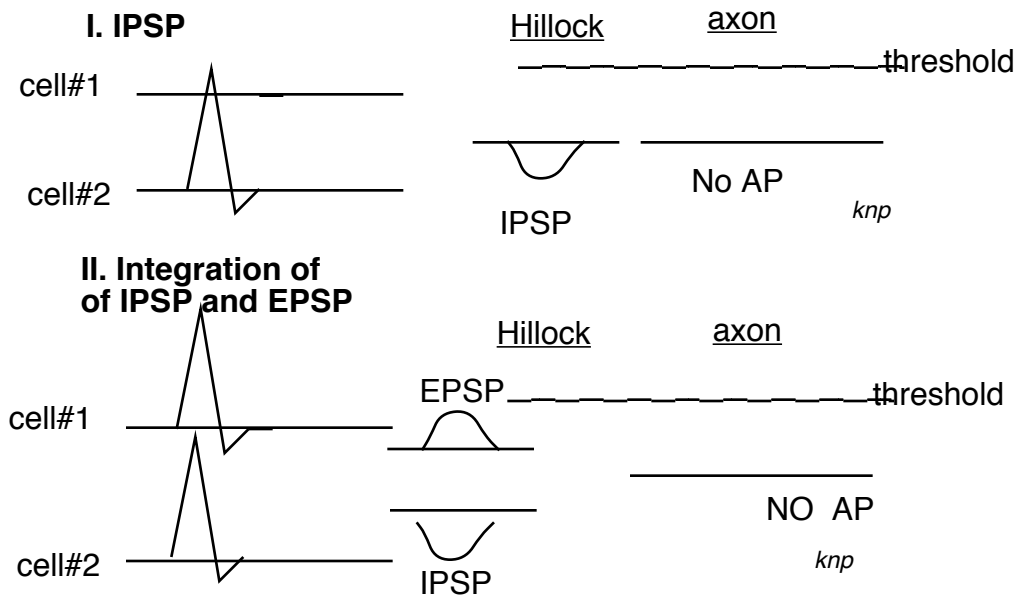 I. IPSP
Hillock
axon
cell#1
threshold
cell#2
No AP
IPSP
knp
II. Integration of
of IPSP and EPSP
Hillock
axon
EPSP
threshold
cell#1
NO AP
cell#2
IPSP
knp